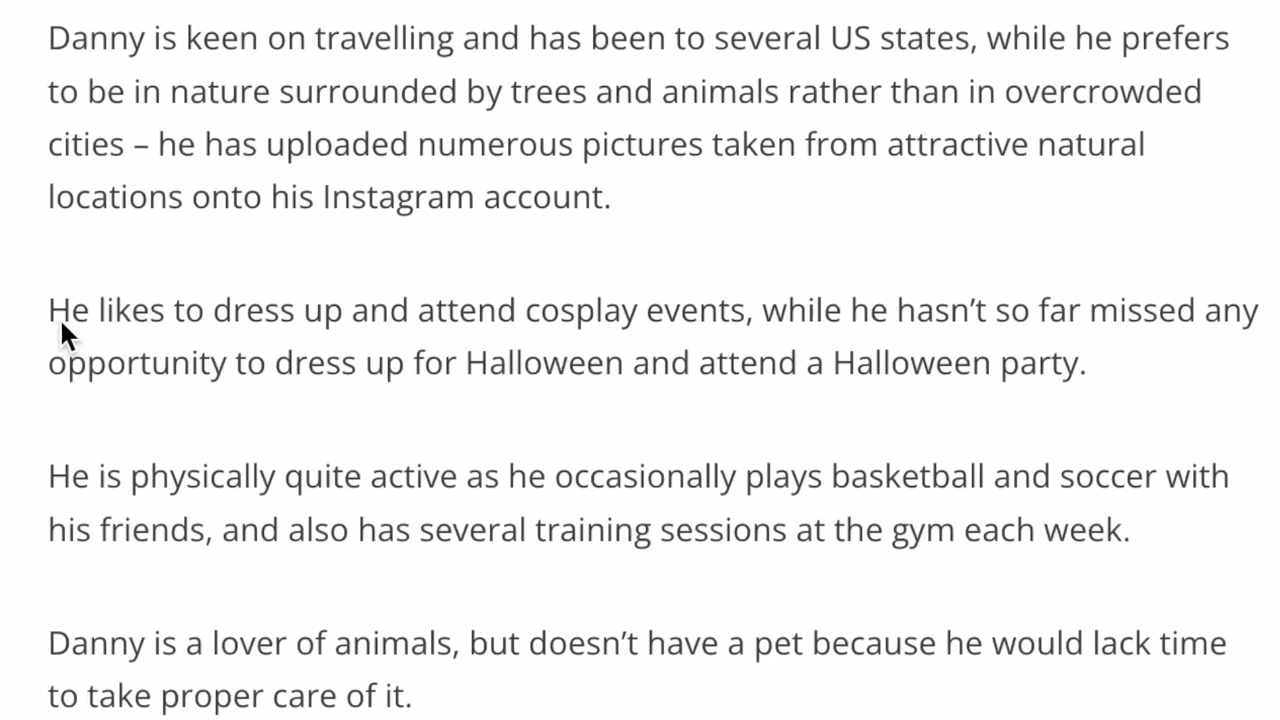 Danny is keen on travelling and has been to several US states, while he prefers
to be in nature surrounded by trees and animals rather than in overcrowded
cities – he has uploaded numerous pictures taken from attractive natural
locations onto his Instagram account.
He likes to dress up and attend cosplay events, while he hasn’t so far missed any
opportunity to dress up for Halloween and attend a Halloween party.
He is physically quite active as he occasionally plays basketball and soccer with
his friends, and also has several training sessions at the gym each week.
Danny is a lover of animals, but doesn’t have a pet because he would lack time
to take proper care of it.